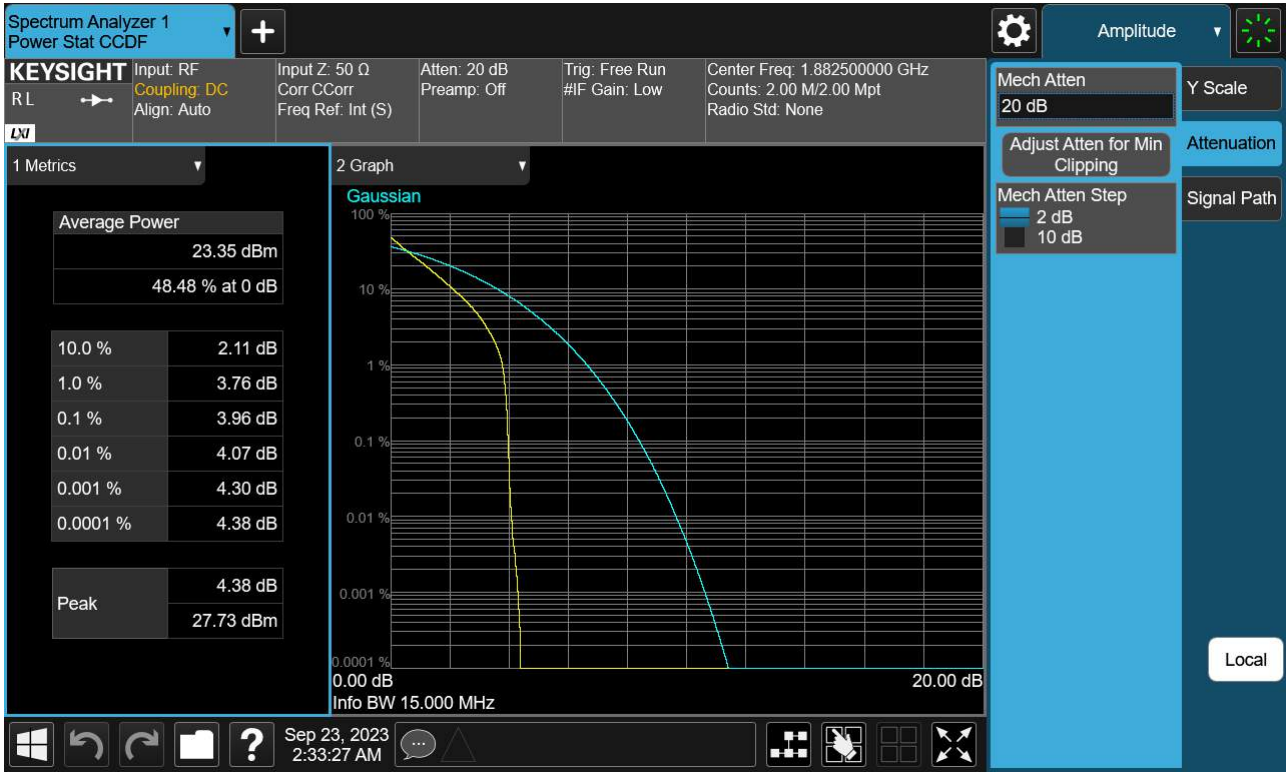 Spectrum Analyzer 1
Power Stat CCDF
Amplitude
KEYSIGHT
R L
LXI
Input: RF
Coupling: DC
Align: Auto
Input Z: 50 Ω
Corr CCorr
Freq Ref: Int (S)
Atten: 20 dB
Preamp: Off
Trig: Free Run
#IF Gain: Low
Center Freq: 1.882500000 GHz
Counts: 2.00 M/2.00 Mpt
Radio Std: None
Mech Atten
20 dB
Adjust Atten for Min
Clipping
Mech Atten Step
2 dB
10 dB
Y Scale
Attenuation
Signal Path
1 Metrics
Average Power
23.35 dBm
48.48 % at 0 dB
10.0 % 2.11 dB
1.0 % 3.76 dB
0.1 % 3.96 dB
0.01 % 4.07 dB
0.001 % 4.30 dB
0.0001 % 4.38 dB
Peak
4.38 dB
27.73 dBm
2 Graph
Gaussian
100 %
10 %
1 %
0.1 %
0.01 %
0.001 %
0.0001 %
0.00 dB 20.00 dB
Info BW 15.000 MHz
Local
?
Sep 23, 2023
2:33:27 AM